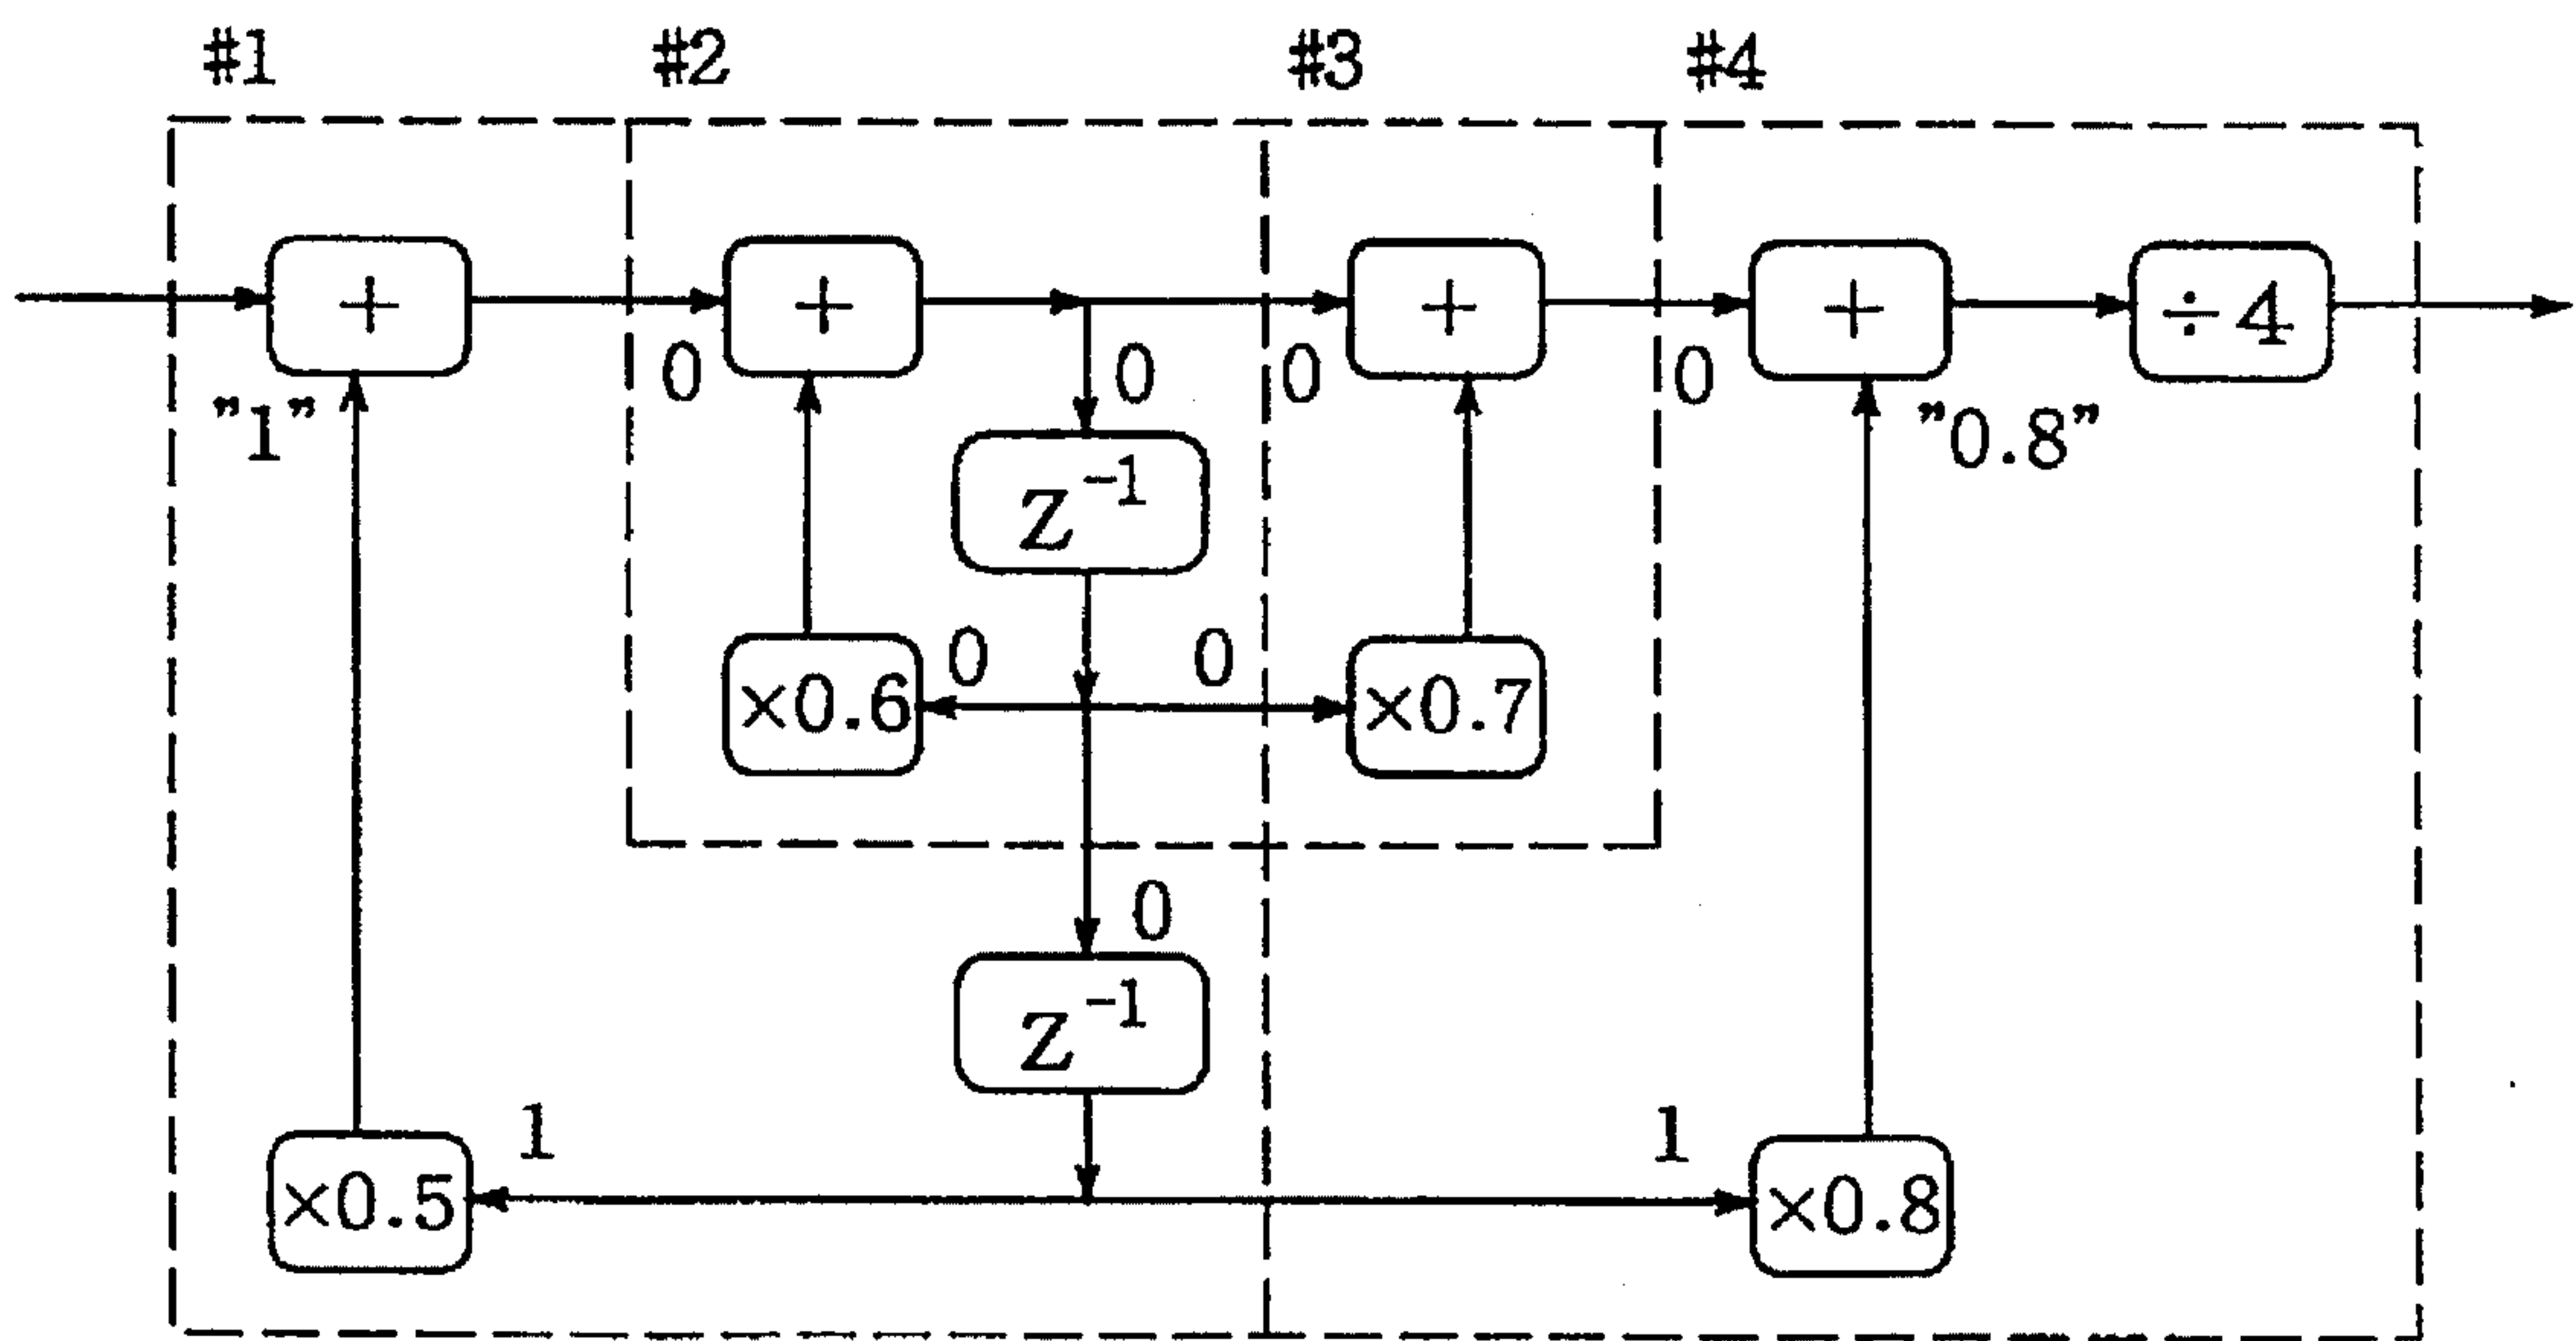 #1 #2 #3 #4
+ + + + ÷4
0 0 0 0
"1" "0.8"
Z⁻¹
0 0
×0.6 ×0.7
0
Z⁻¹
1 1
×0.5 ×0.8